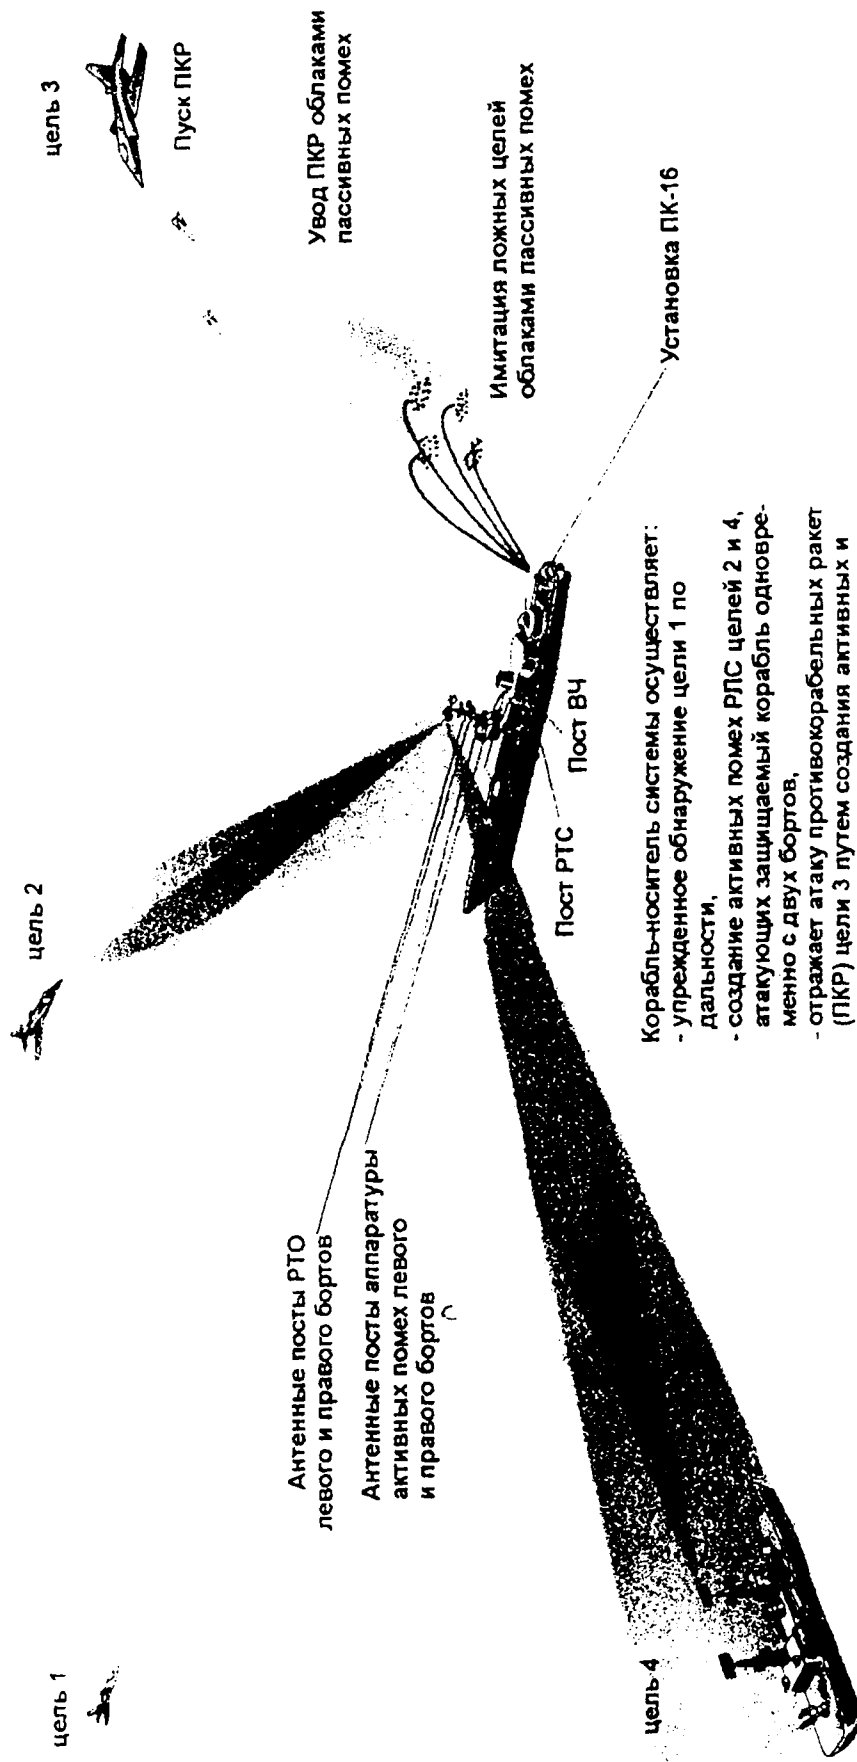 цель 1
цель 2
цель 3
Пуск ПКР
Увод ПКР облаками
пассивных помех
Имитация ложных целей
облаками пассивных помех
Установка ПК-16
Антенные посты РТО
левого и правого бортов
Антенные посты аппаратуры
активных помех левого
и правого бортов
Пост РТС
Пост ВЧ
цель 4
Корабль-носитель системы осуществляет:
- упрежденное обнаружение цели 1 по
дальности,
- создание активных помех РЛС целей 2 и 4,
атакующих защищаемый корабль одновре-
менно с двух бортов,
- отражает атаку противокорабельных ракет
(ПКР) цели 3 путем создания активных и